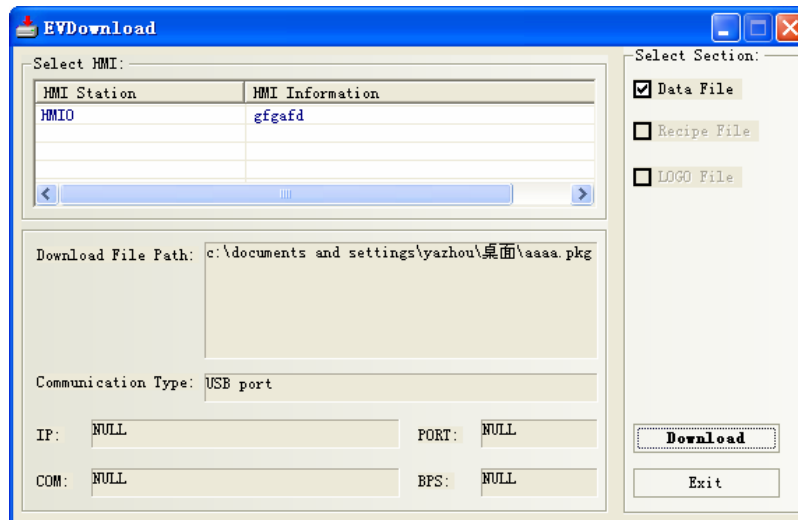 EVDownload
Select HMI:
HMI Station HMI Information
HMI0 gfgafd
Download File Path: c:\documents and settings\yazhou\桌面\aaaa.pkg
Communication Type: USB port
IP: NULL PORT: NULL
COM: NULL BPS: NULL
Select Section:
Data File
Recipe File
LOGO File
Download
Exit